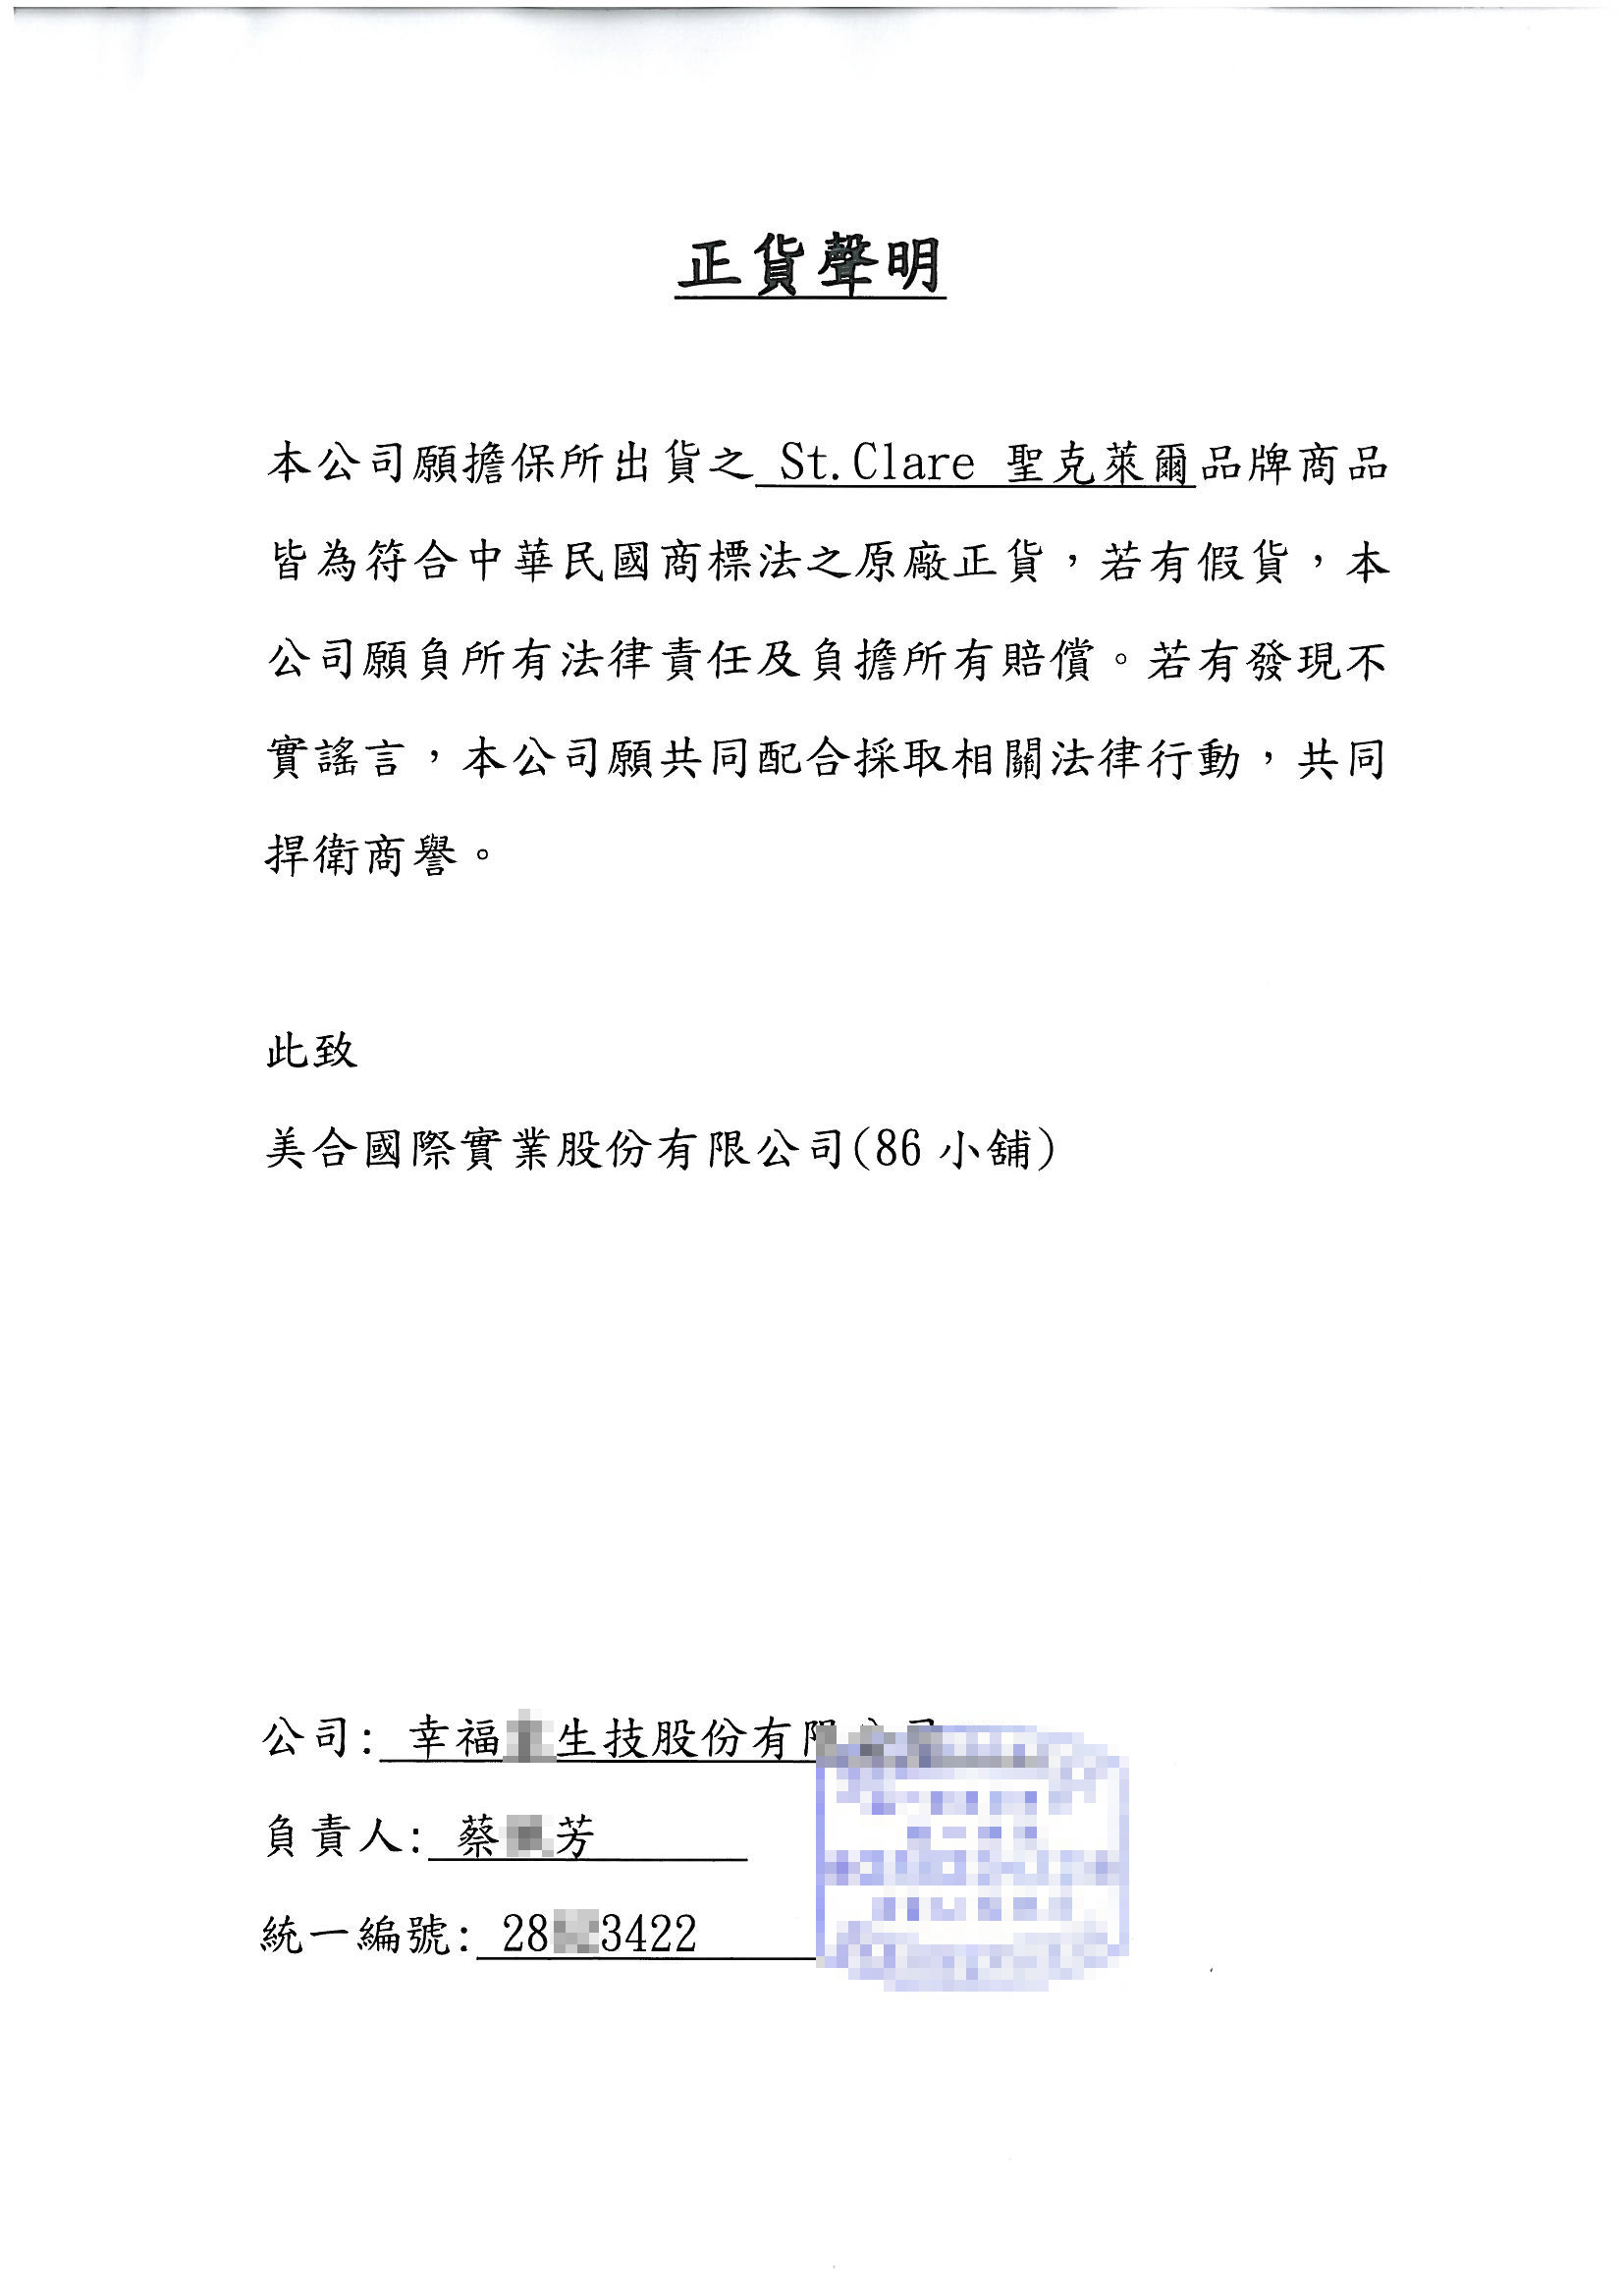 正貨聲明
本公司願擔保所出貨之 St.Clare 聖克萊爾品牌商品
皆為符合中華民國商標法之原廠正貨，若有假貨，本
公司願負所有法律責任及負擔所有賠償。若有發現不
實謠言，本公司願共同配合採取相關法律行動，共同
捍衛商譽。
此致
美合國際實業股份有限公司(86 小舖)
公司: 幸福 生技股份有
負責人: 蔡 芳
統一編號: 28 3422